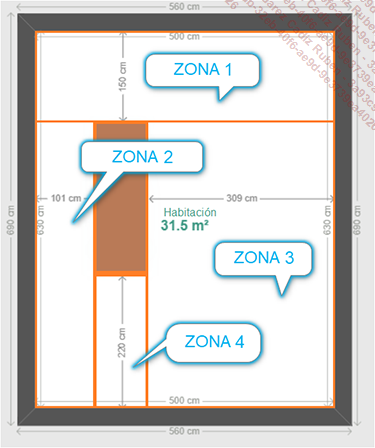 560 cm
500 cm
ZONA 1
150 cm
ZONA 2
101 cm
309 cm
Habitación
31.5 m²
690 cm
630 cm
630 cm
690 cm
ZONA 3
220 cm
ZONA 4
500 cm
560 cm